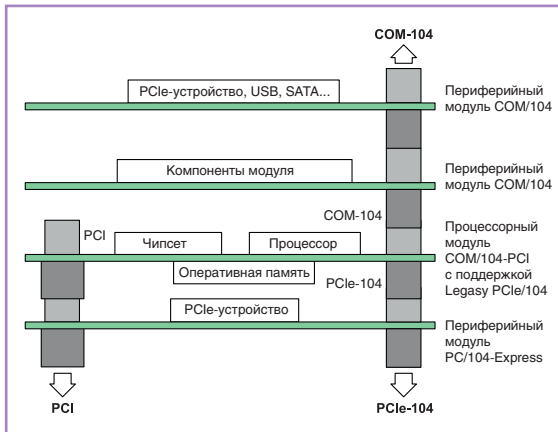 COM-104
PCIe-устройство, USB, SATA...
Периферийный
модуль COM/104
Компоненты модуля
Периферийный
модуль COM/104
COM-104
PCI
Чипсет
Процессор
Процессорный
модуль
COM/104-PCI
с поддержкой
Legasy PCIe/104
Оперативная память
PCIe-104
PCIe-устройство
Периферийный
модуль
PC/104-Express
PCI
PCIe-104